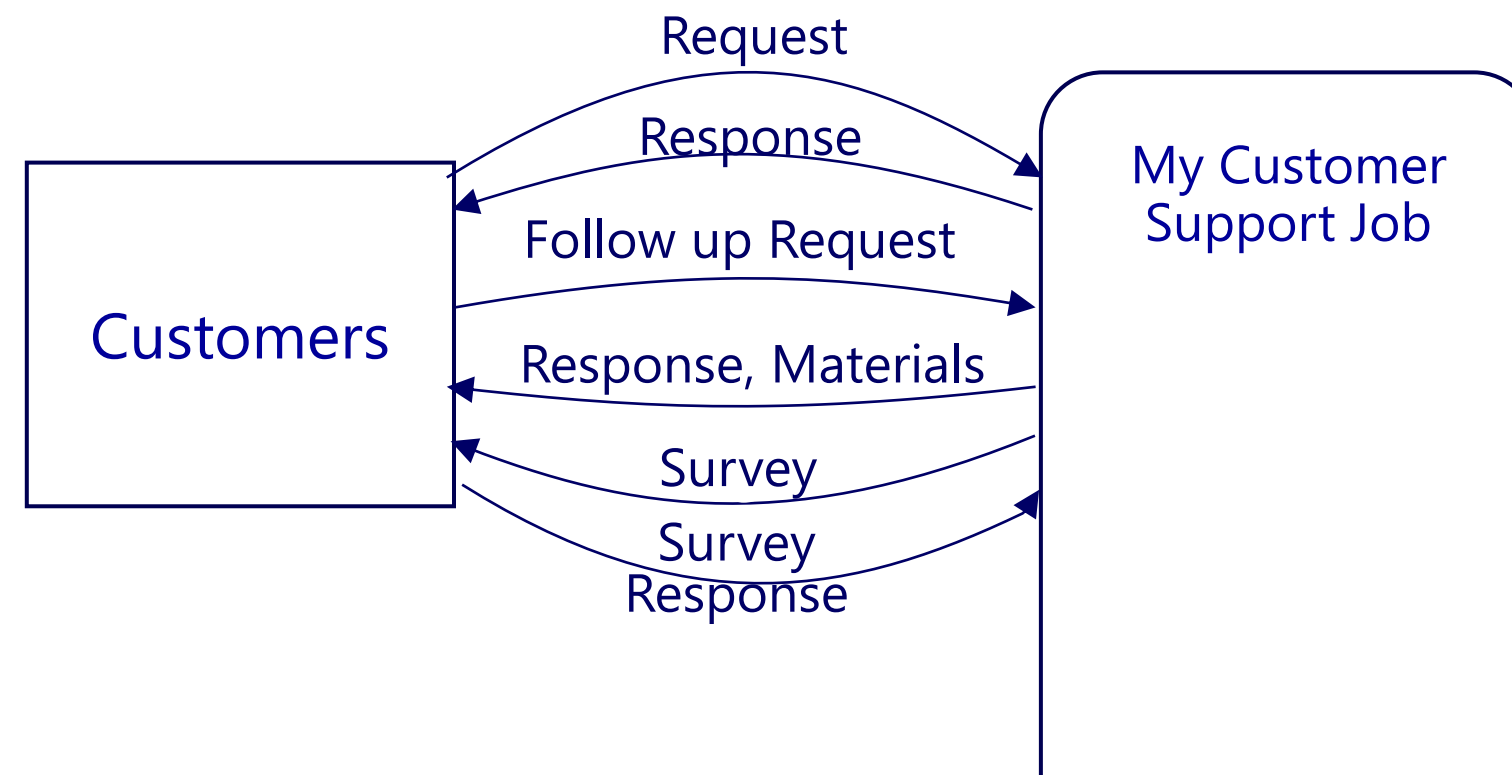 Request
Response
My Customer
Support Job
Follow up Request
Customers
Response, Materials
Survey
Survey
Response